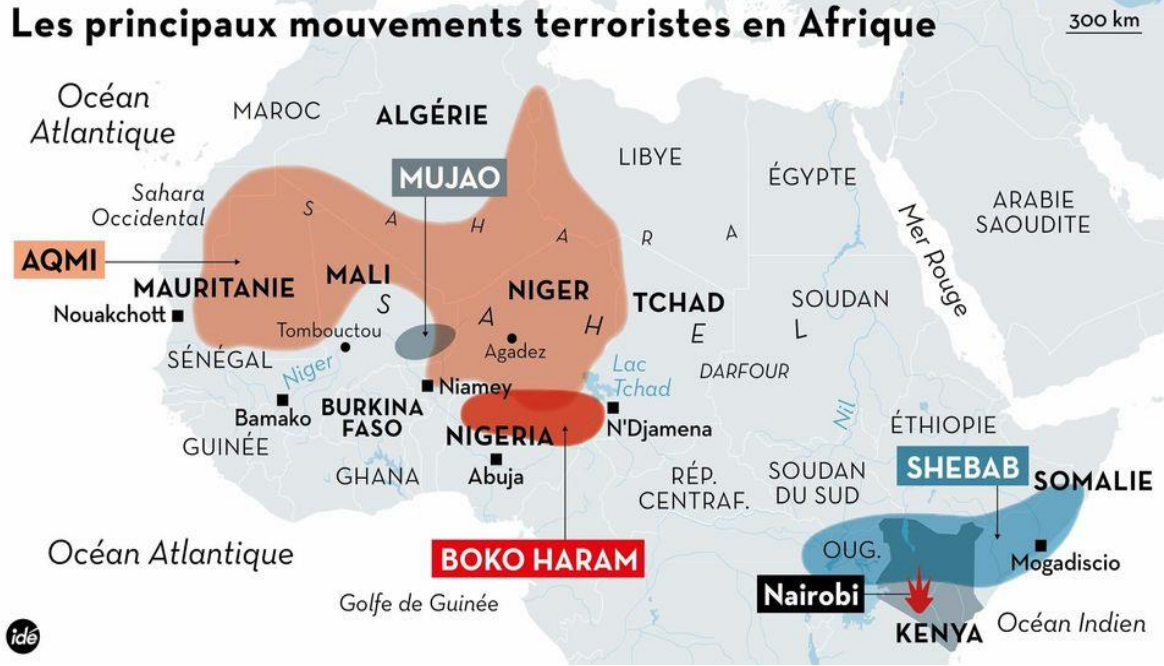 Les principaux mouvements terroristes en Afrique
300 km
Océan
Atlantique
MAROC
ALGÉRIE
LIBYE
ÉGYPTE
ARABIE
SAOUDITE
Sahara
Occidental
MUJAO
S A H A R A
Mer Rouge
AQMI
MAURITANIE
MALI
NIGER
TCHAD
SOUDAN
Nouakchott
S A H E L
Tombouctou
Agadez
SÉNÉGAL
Niger
Lac
Tchad
DARFOUR
Niamey
Bamako
BURKINA
FASO
NIGERIA
N'Djamena
Nil
ÉTHIOPIE
GUINÉE
GHANA
Abuja
RÉP.
CENTRAF.
SOUDAN
DU SUD
SHEBAB
SOMALIE
Océan Atlantique
BOKO HARAM
OUG.
Mogadiscio
Golfe de Guinée
Nairobi
KENYA
Océan Indien
idé